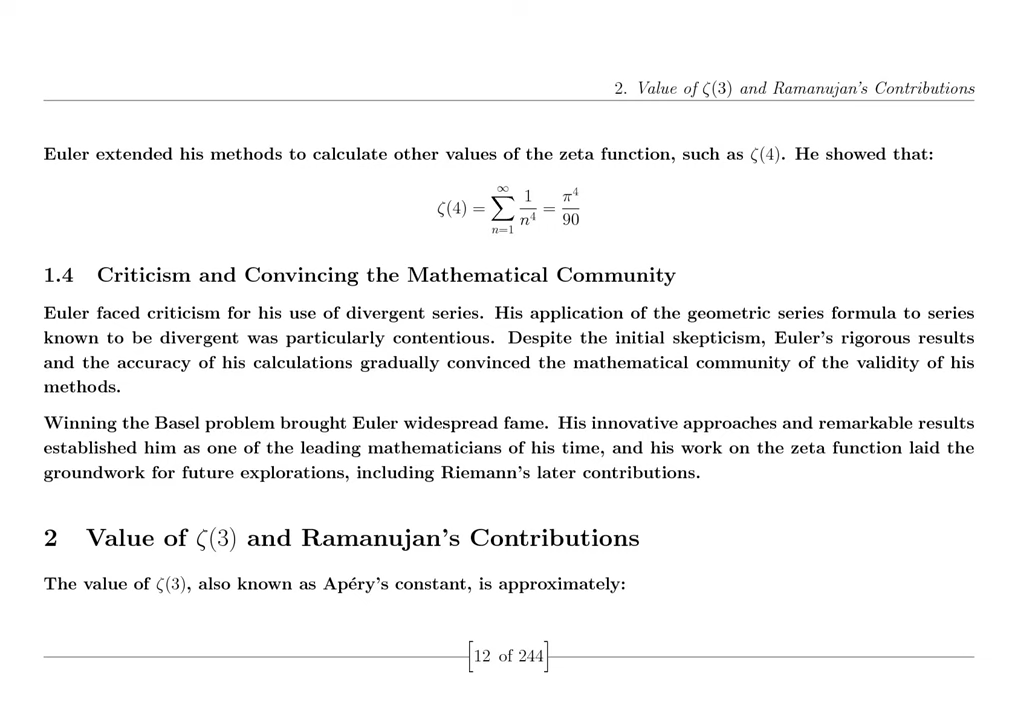 2. Value of ζ(3) and Ramanujan's Contributions
Euler extended his methods to calculate other values of the zeta function, such as ζ(4). He showed that:
ζ(4) = ∑_{n=1}^{∞} 1/n⁴ = π⁴/90
1.4 Criticism and Convincing the Mathematical Community
Euler faced criticism for his use of divergent series. His application of the geometric series formula to series
known to be divergent was particularly contentious. Despite the initial skepticism, Euler's rigorous results
and the accuracy of his calculations gradually convinced the mathematical community of the validity of his
methods.
Winning the Basel problem brought Euler widespread fame. His innovative approaches and remarkable results
established him as one of the leading mathematicians of his time, and his work on the zeta function laid the
groundwork for future explorations, including Riemann's later contributions.
2 Value of ζ(3) and Ramanujan's Contributions
The value of ζ(3), also known as Apéry's constant, is approximately:
[12 of 244]